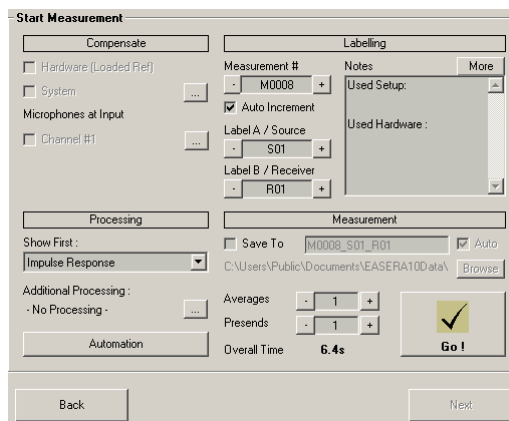 Start Measurement
Compensate
Hardware (Loaded Ref)
System
...
Microphones at Input
Channel #1
...
Labelling
Measurement #
- M0008 +
Auto Increment
Label A / Source
- S01 +
Label B / Receiver
- R01 +
Notes
More
Used Setup:
Used Hardware :
Processing
Show First :
Impulse Response
Additional Processing :
- No Processing -
...
Automation
Measurement
Save To
M0008_S01_R01
Auto
C:\Users\Public\Documents\EASERA10Data\
Browse
Averages
- 1 +
Presends
- 1 +
Overall Time 6.4s
Go !
Back
Next